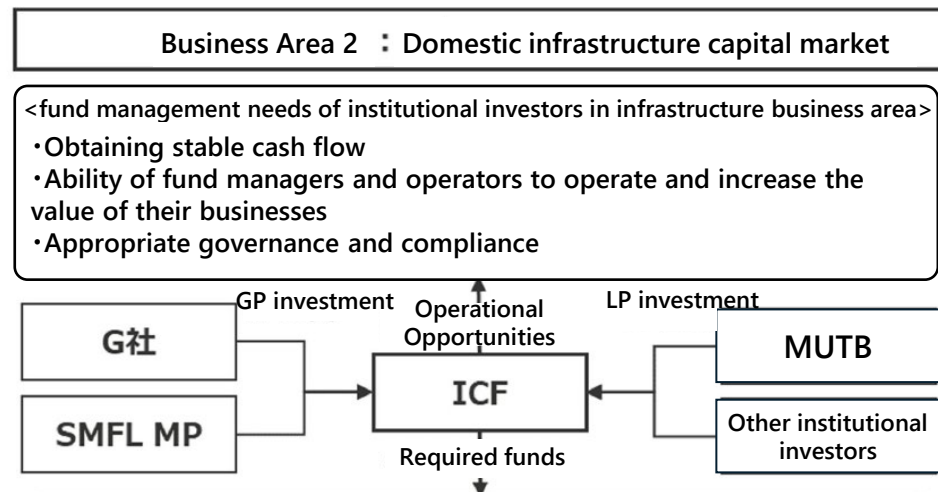 Business Area 2 ：Domestic infrastructure capital market
<fund management needs of institutional investors in infrastructure business area>
・Obtaining stable cash flow
・Ability of fund managers and operators to operate and increase the
value of their businesses
・Appropriate governance and compliance
GP investment
Operational
Opportunities
LP investment
G社
SMFL MP
ICF
MUTB
Other institutional
investors
Required funds